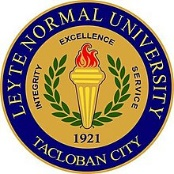 LEYTE NORMAL UNIVERSITY
EXCELLENCE
INTEGRITY
SERVICE
1921
TACLOBAN CITY